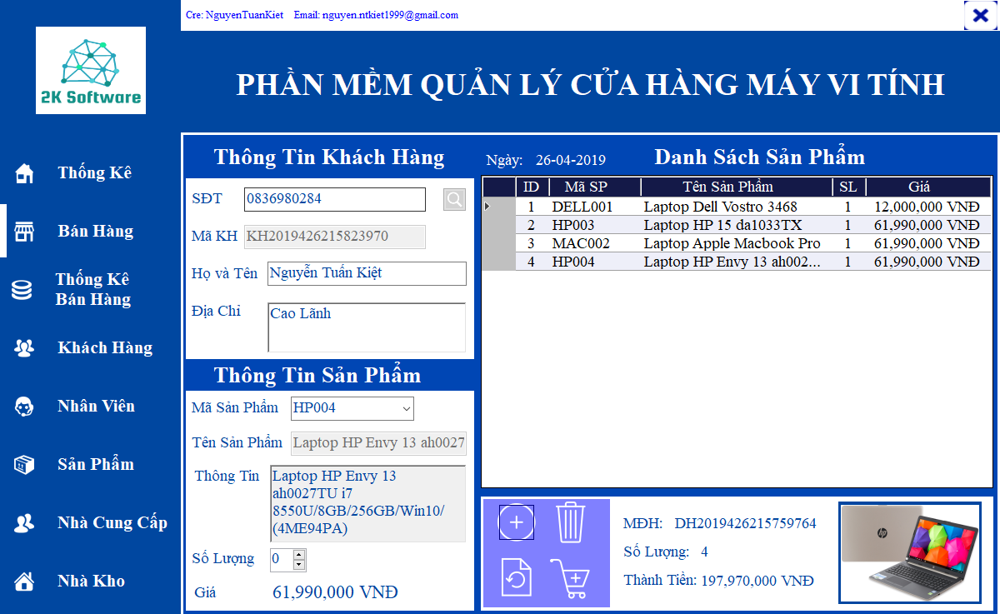 Cre: NguyenTuanKiet Email: nguyen.ntkiet1999@gmail.com
2K Software
PHẦN MỀM QUẢN LÝ CỬA HÀNG MÁY VI TÍNH
Thống Kê
Bán Hàng
Thống Kê
Bán Hàng
Khách Hàng
Nhân Viên
Sản Phẩm
Nhà Cung Cấp
Nhà Kho
Thông Tin Khách Hàng
SĐT 0836980284
Mã KH KH2019426215823970
Họ và Tên Nguyễn Tuấn Kiệt
Địa Chỉ Cao Lãnh
Thông Tin Sản Phẩm
Mã Sản Phẩm HP004
Tên Sản Phẩm Laptop HP Envy 13 ah0027
Thông Tin Laptop HP Envy 13
ah0027TU i7
8550U/8GB/256GB/Win10/
(4ME94PA)
Số Lượng 0
Giá 61,990,000 VNĐ
Ngày: 26-04-2019 Danh Sách Sản Phẩm
ID Mã SP Tên Sản Phẩm SL Giá
1 DELL001 Laptop Dell Vostro 3468 1 12,000,000 VNĐ
2 HP003 Laptop HP 15 da1033TX 1 61,990,000 VNĐ
3 MAC002 Laptop Apple Macbook Pro 1 61,990,000 VNĐ
4 HP004 Laptop HP Envy 13 ah002... 1 61,990,000 VNĐ
MĐH: DH2019426215759764
Số Lượng: 4
Thành Tiền: 197,970,000 VNĐ
hp